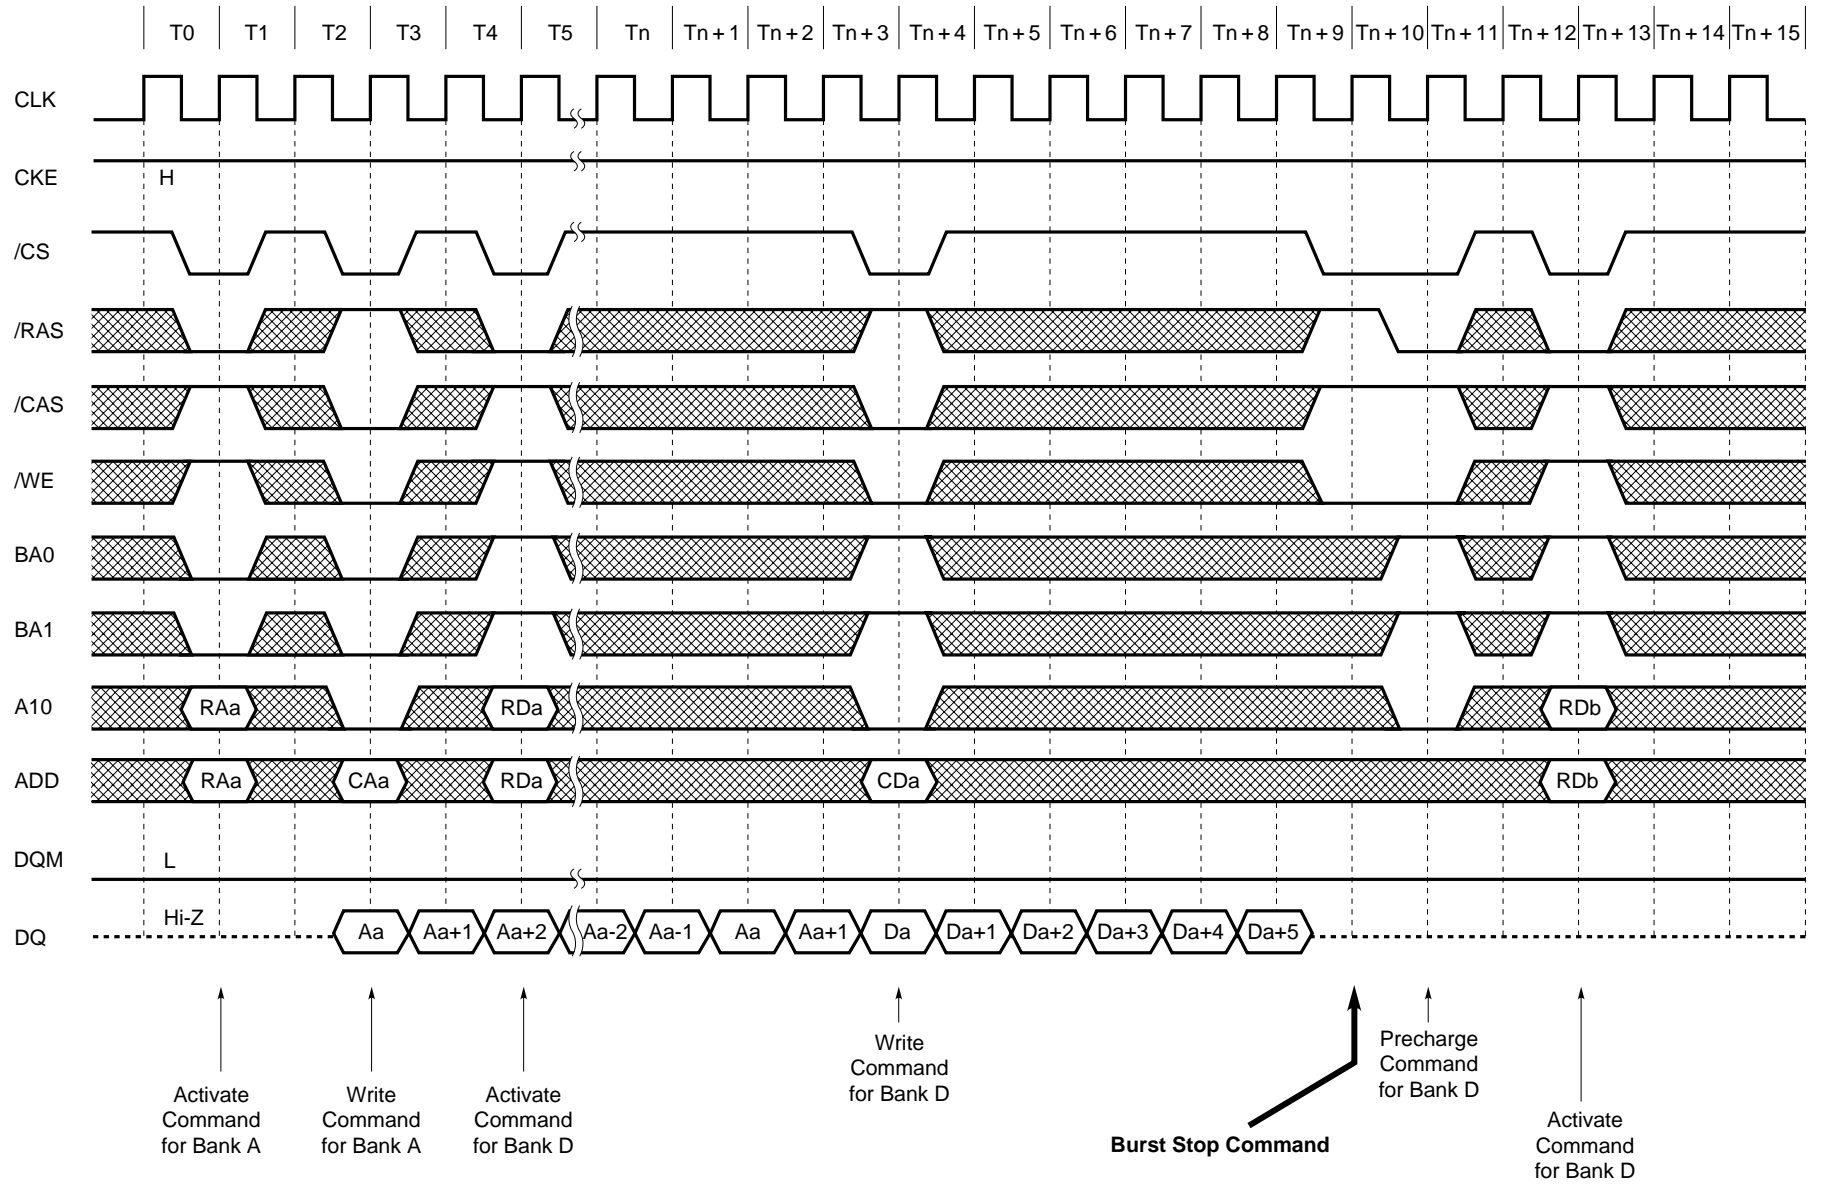 T0 T1 T2 T3 T4 T5 Tn Tn + 1 Tn + 2 Tn + 3 Tn + 4 Tn + 5 Tn + 6 Tn + 7 Tn + 8 Tn + 9 Tn + 10 Tn + 11 Tn + 12 Tn + 13 Tn + 14 Tn + 15
CLK
CKE H
/CS
/RAS
/CAS
/WE
BA0
BA1
A10 RAa RDa RDb
ADD RAa CAa RDa CDa RDb
DQM L
DQ Hi-Z Aa Aa+1 Aa+2 Aa-2 Aa-1 Aa Aa+1 Da Da+1 Da+2 Da+3 Da+4 Da+5
Activate
Command
for Bank A
Write
Command
for Bank A
Activate
Command
for Bank D
Write
Command
for Bank D
Burst Stop Command
Precharge
Command
for Bank D
Activate
Command
for Bank D